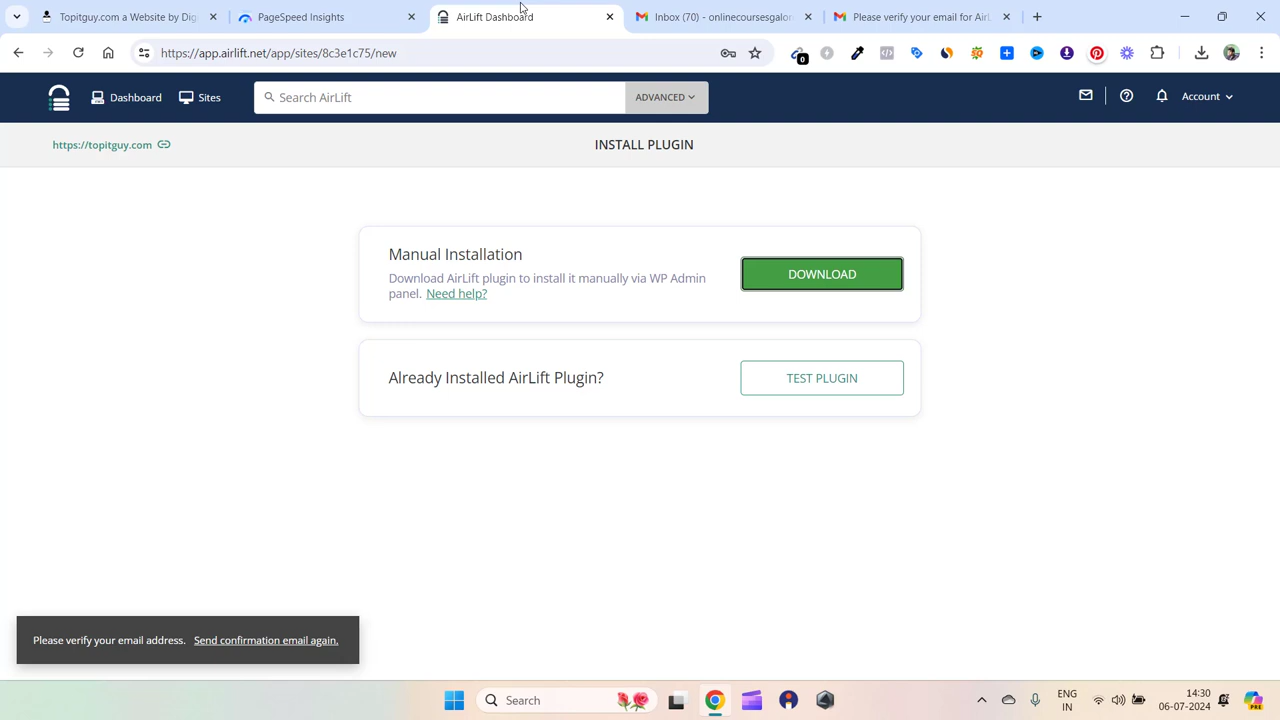 Topitguy.com a Website by Dig
PageSpeed Insights
AirLift Dashboard
Inbox (70) - onlinecoursesgalor
Please verify your email for AirL
https://app.airlift.net/app/sites/8c3e1c75/new
0
Dashboard
Sites
Search AirLift
ADVANCED
Account
https://topitguy.com
INSTALL PLUGIN
Manual Installation
Download AirLift plugin to install it manually via WP Admin
panel. Need help?
DOWNLOAD
Already Installed AirLift Plugin?
TEST PLUGIN
Please verify your email address. Send confirmation email again.
Search
ENG
IN
14:30
06-07-2024
PRE